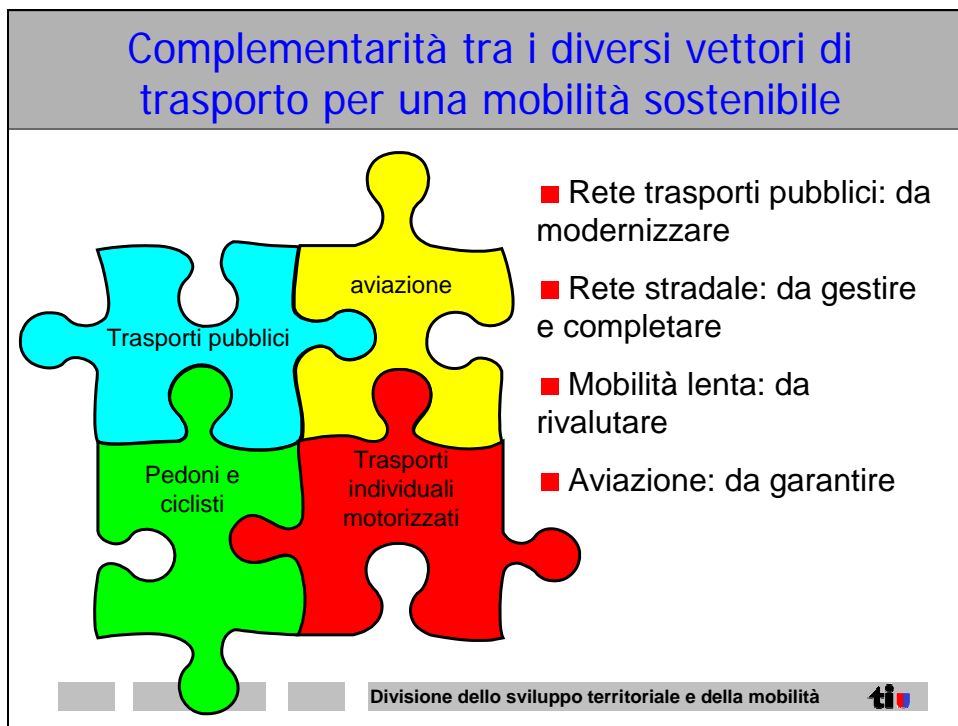 Complementarità tra i diversi vettori di
trasporto per una mobilità sostenibile
aviazione
Trasporti pubblici
Pedoni e
ciclisti
Trasporti
individuali
motorizzati
Rete trasporti pubblici: da
modernizzare
Rete stradale: da gestire
e completare
Mobilità lenta: da
rivalutare
Aviazione: da garantire
Divisione dello sviluppo territoriale e della mobilità
ti